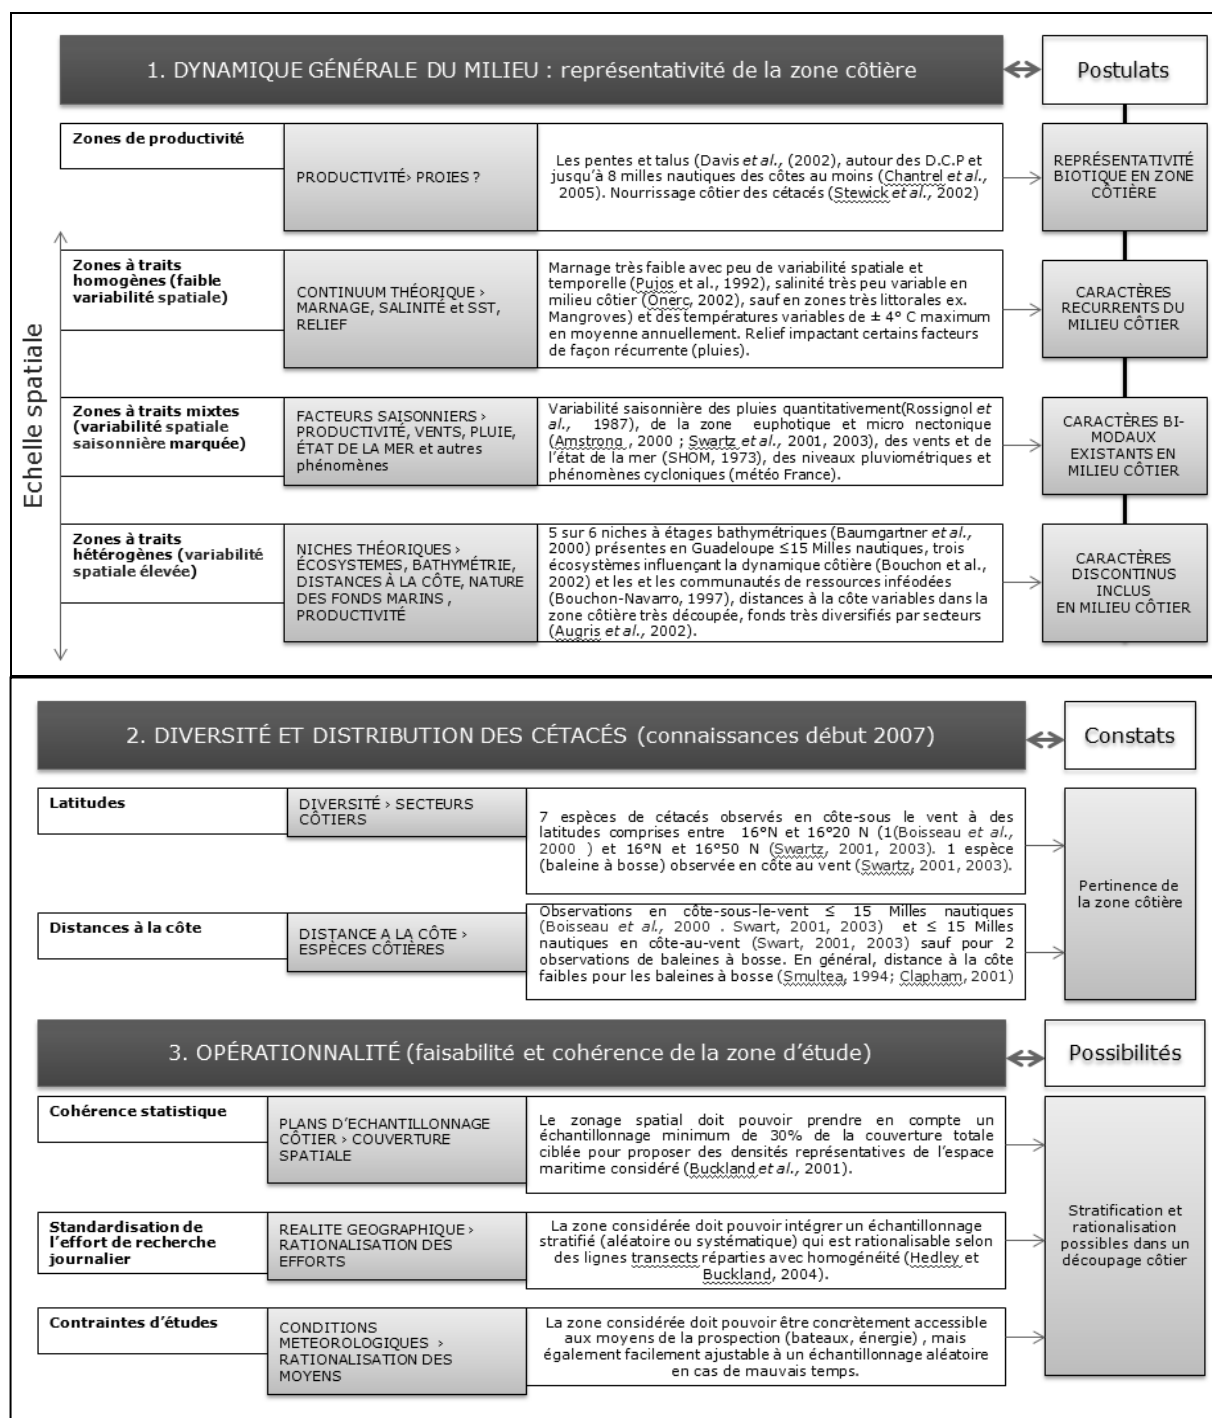 1. DYNAMIQUE GÉNÉRALE DU MILIEU : représentativité de la zone côtière
Postulats
Zones de productivité
PRODUCTIVITÉ› PROIES ?
Les pentes et talus (Davis et al., (2002), autour des D.C.P et
jusqu'à 8 milles nautiques des côtes au moins (Chantrel et al.,
2005). Nourrissage côtier des cétacés (Stewick et al., 2002)
REPRÉSENTATIVITÉ
BIOTIQUE EN ZONE
CÔTIÈRE
Echelle spatiale
Zones à traits
homogènes (faible
variabilité spatiale)
CONTINUUM THÉORIQUE ›
MARNAGE, SALINITÉ et SST,
RELIEF
Marnage très faible avec peu de variabilité spatiale et
temporelle (Pujos et al., 1992), salinité très peu variable en
milieu côtier (Onerc, 2002), sauf en zones très littorales ex.
Mangroves) et des températures variables de ± 4° C maximum
en moyenne annuellement. Relief impactant certains facteurs
de façon récurrente (pluies).
CARACTÈRES
RECURRENTS DU
MILIEU CÔTIER
Zones à traits mixtes
(variabilité spatiale
saisonnière marquée)
FACTEURS SAISONNIERS ›
PRODUCTIVITÉ, VENTS, PLUIE,
ÉTAT DE LA MER et autres
phénomènes
Variabilité saisonnière des pluies quantitativement(Rossignol et
al., 1987), de la zone euphotique et micro nectonique
(Amstrong , 2000 ; Swartz et al., 2001, 2003), des vents et de
l'état de la mer (SHOM, 1973), des niveaux pluviométriques et
phénomènes cycloniques (météo France).
CARACTÈRES BI-
MODAUX
EXISTANTS EN
MILIEU CÔTIER
Zones à traits
hétérogènes (variabilité
spatiale élevée)
NICHES THÉORIQUES ›
ÉCOSYSTEMES, BATHYMÉTRIE,
DISTANCES À LA CÔTE, NATURE
DES FONDS MARINS ,
PRODUCTIVITÉ
5 sur 6 niches à étages bathymétriques (Baumgartner et al.,
2000) présentes en Guadeloupe ≤15 Milles nautiques, trois
écosystèmes influençant la dynamique côtière (Bouchon et al.,
2002) et les et les communautés de ressources inféodées
(Bouchon-Navarro, 1997), distances à la côte variables dans la
zone côtière très découpée, fonds très diversifiés par secteurs
(Augris et al., 2002).
CARACTÈRES
DISCONTINUS
INCLUS
EN MILIEU CÔTIER
2. DIVERSITÉ ET DISTRIBUTION DES CÉTACÉS (connaissances début 2007)
Constats
Latitudes
DIVERSITÉ › SECTEURS
CÔTIERS
7 espèces de cétacés observés en côte-sous le vent à des
latitudes comprises entre 16°N et 16°20 N (1(Boisseau et al.,
2000 ) et 16°N et 16°50 N (Swartz, 2001, 2003). 1 espèce
(baleine à bosse) observée en côte au vent (Swartz, 2001, 2003).
Pertinence de
la zone côtière
Distances à la côte
DISTANCE A LA CÔTE ›
ESPÈCES CÔTIÈRES
Observations en côte-sous-le-vent ≤ 15 Milles nautiques
(Boisseau et al., 2000 . Swart, 2001, 2003) et ≤ 15 Milles
nautiques en côte-au-vent (Swart, 2001, 2003) sauf pour 2
observations de baleines à bosse. En général, distance à la côte
faibles pour les baleines à bosse (Smultea, 1994; Clapham, 2001)
3. OPÉRATIONNALITÉ (faisabilité et cohérence de la zone d'étude)
Possibilités
Cohérence statistique
PLANS D'ECHANTILLONNAGE
CÔTIER › COUVERTURE
SPATIALE
Le zonage spatial doit pouvoir prendre en compte un
échantillonnage minimum de 30% de la couverture totale
ciblée pour proposer des densités représentatives de l'espace
maritime considéré (Buckland et al., 2001).
Stratification et
rationalisation
possibles dans un
découpage côtier
Standardisation de
l'effort de recherche
journalier
REALITE GEOGRAPHIQUE ›
RATIONALISATION DES
EFFORTS
La zone considérée doit pouvoir intégrer un échantillonnage
stratifié (aléatoire ou systématique) qui est rationalisable selon
des lignes transects réparties avec homogénéité (Hedley et
Buckland, 2004).
Contraintes d'études
CONDITIONS
METEOROLOGIQUES ›
RATIONALISATION DES
MOYENS
La zone considérée doit pouvoir être concrètement accessible
aux moyens de la prospection (bateaux, énergie) , mais
également facilement ajustable à un échantillonnage aléatoire
en cas de mauvais temps.